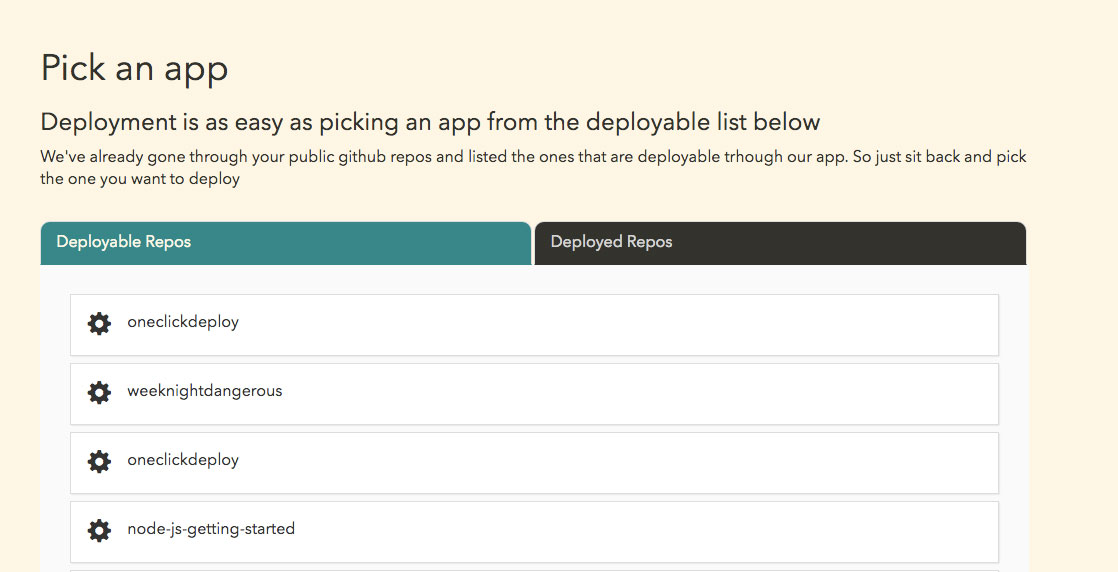 Pick an app
Deployment is as easy as picking an app from the deployable list below
We've already gone through your public github repos and listed the ones that are deployable trhough our app. So just sit back and pick
the one you want to deploy
Deployable Repos
Deployed Repos
oneclickdeploy
weeknightdangerous
oneclickdeploy
node-js-getting-started